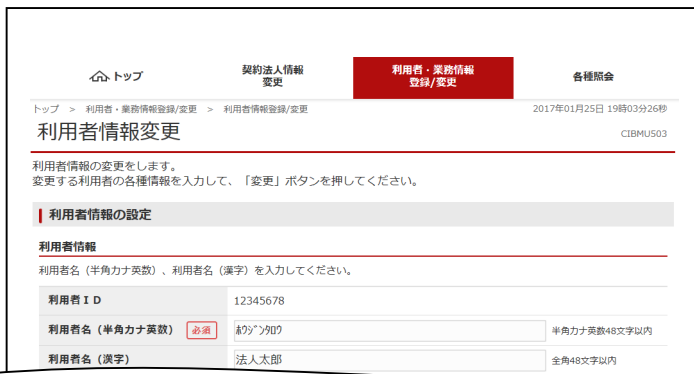 トップ
契約法人情報
変更
利用者・業務情報
登録/変更
各種照会
トップ > 利用者・業務情報登録/変更 > 利用者情報登録/変更
2017年01月25日 19時03分26秒
利用者情報変更
CIBMU503
利用者情報の変更をします。
変更する利用者の各種情報を入力して、「変更」ボタンを押してください。
利用者情報の設定
利用者情報
利用者名（半角カナ英数）、利用者名（漢字）を入力してください。
利用者ＩＤ 12345678
利用者名（半角カナ英数） 必須 ﾎｳｼﾞﾝﾀﾛｳ 半角カナ英数48文字以内
利用者名（漢字） 法人太郎 全角48文字以内